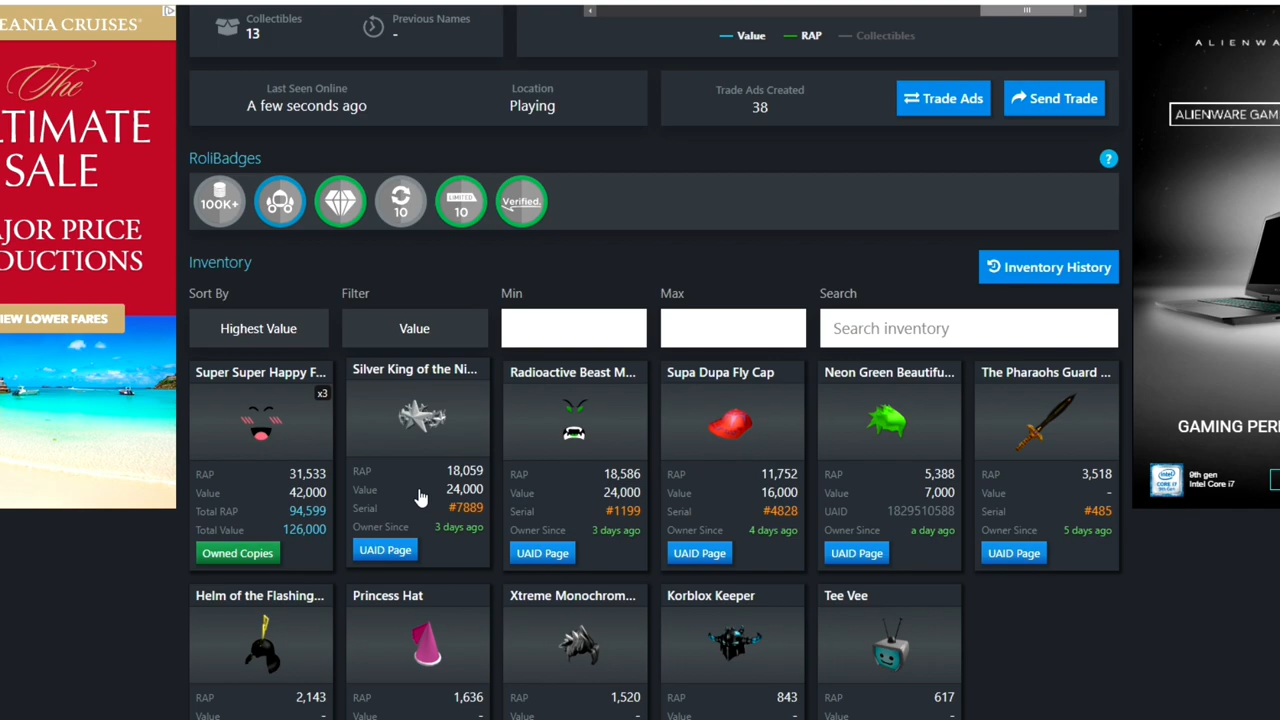 EANIA CRUISES®
The
LTIMATE
SALE
AJOR PRICE
DUCTIONS
IEW LOWER FARES
Collectibles
13
Previous Names
-
Value RAP Collectibles
ALIENWA
ALIENWARE GAM
Last Seen Online
A few seconds ago
Location
Playing
Trade Ads Created
38
Trade Ads
Send Trade
RoliBadges
?
100K+
10
LIMITED
10
Verified.
Inventory
Inventory History
Sort By
Filter
Min
Max
Search
Highest Value
Value
Search inventory
Super Super Happy F...
x3
RAP 31,533
Value 42,000
Total RAP 94,599
Total Value 126,000
Owned Copies
Silver King of the Ni...
RAP 18,059
Value 24,000
Serial #7889
Owner Since 3 days ago
UAID Page
Radioactive Beast M...
RAP 18,586
Value 24,000
Serial #1199
Owner Since 3 days ago
UAID Page
Supa Dupa Fly Cap
RAP 11,752
Value 16,000
Serial #4828
Owner Since 4 days ago
UAID Page
Neon Green Beautifu...
RAP 5,388
Value 7,000
UAID 1829510588
Owner Since a day ago
UAID Page
The Pharaohs Guard ...
RAP 3,518
Value -
Serial #485
Owner Since 5 days ago
UAID Page
Helm of the Flashing...
RAP 2,143
Value -
Princess Hat
RAP 1,636
Value -
Xtreme Monochrom...
RAP 1,520
Value -
Korblox Keeper
RAP 843
Value -
Tee Vee
RAP 617
Value -
GAMING PER
intel
CORE i7
9th gen
Intel Core i7